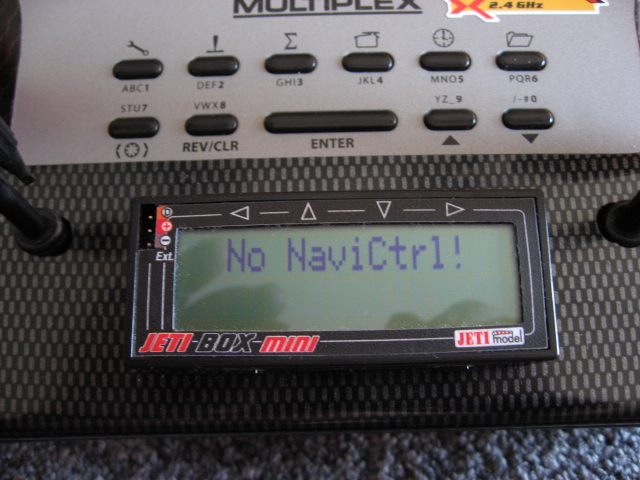 MULTIPLEX
2.4 GHz
ABC1 DEF2 GHI3 JKL4 MNO5 PQR6
STU7 VWX8 YZ_9 /-#0
REV/CLR ENTER
Ext.
No NaviCtrl!
JETI-BOX-MINI
JETI model